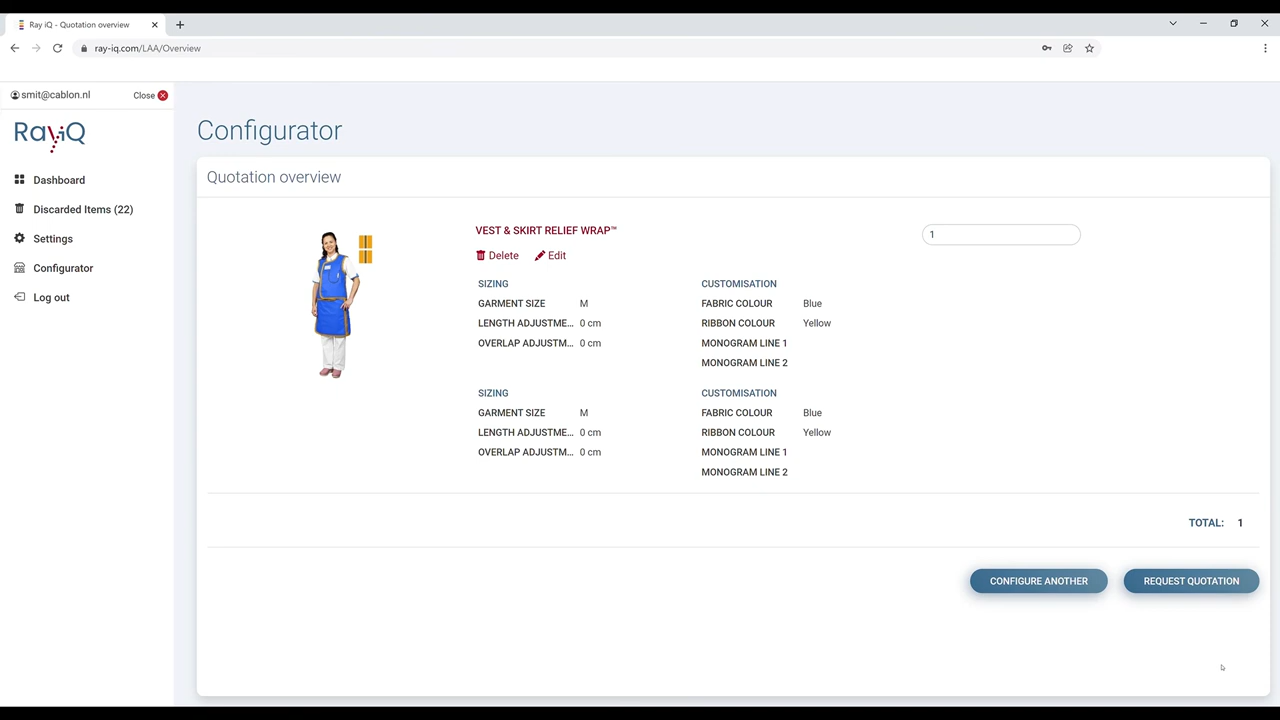 Ray iQ - Quotation overview
ray-iq.com/LAA/Overview
smit@cablon.nl Close
RayiQ
Dashboard
Discarded Items (22)
Settings
Configurator
Log out
Configurator
Quotation overview
VEST & SKIRT RELIEF WRAP™
1
Delete Edit
SIZING CUSTOMISATION
GARMENT SIZE M FABRIC COLOUR Blue
LENGTH ADJUSTME... 0 cm RIBBON COLOUR Yellow
OVERLAP ADJUSTM... 0 cm MONOGRAM LINE 1
MONOGRAM LINE 2
SIZING CUSTOMISATION
GARMENT SIZE M FABRIC COLOUR Blue
LENGTH ADJUSTME... 0 cm RIBBON COLOUR Yellow
OVERLAP ADJUSTM... 0 cm MONOGRAM LINE 1
MONOGRAM LINE 2
TOTAL: 1
CONFIGURE ANOTHER REQUEST QUOTATION